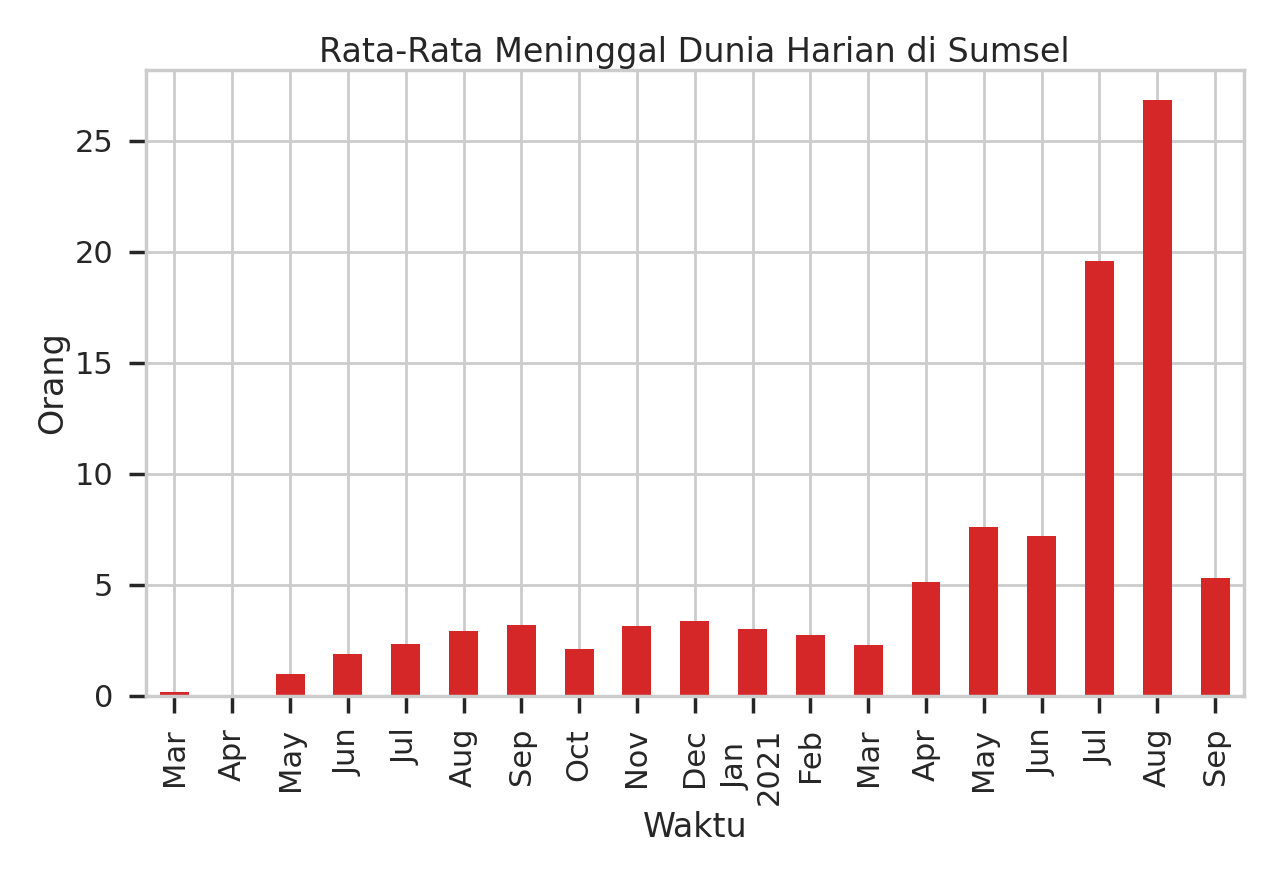 Rata-Rata Meninggal Dunia Harian di Sumsel
Orang
25
20
15
10
5
0
Mar
Apr
May
Jun
Jul
Aug
Sep
Oct
Nov
Dec
Jan
2021
Feb
Mar
Apr
May
Jun
Jul
Aug
Sep
Waktu